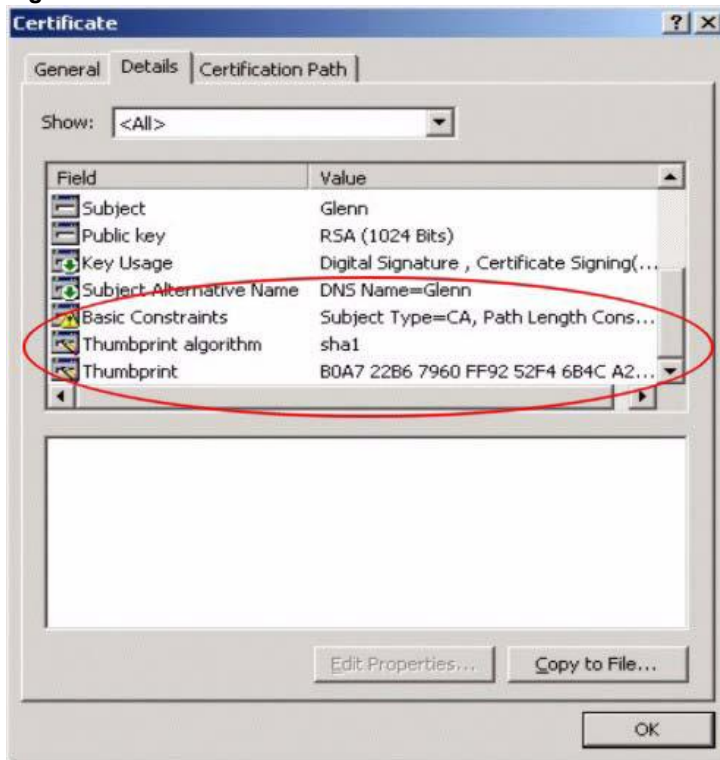 Certificate
General Details Certification Path
Show: <All>
Field Value
Subject Glenn
Public key RSA (1024 Bits)
Key Usage Digital Signature , Certificate Signing(...
Subject Alternative Name DNS Name=Glenn
Basic Constraints Subject Type=CA, Path Length Cons...
Thumbprint algorithm sha1
Thumbprint B0A7 22B6 7960 FF92 52F4 6B4C A2...
Edit Properties... Copy to File...
OK